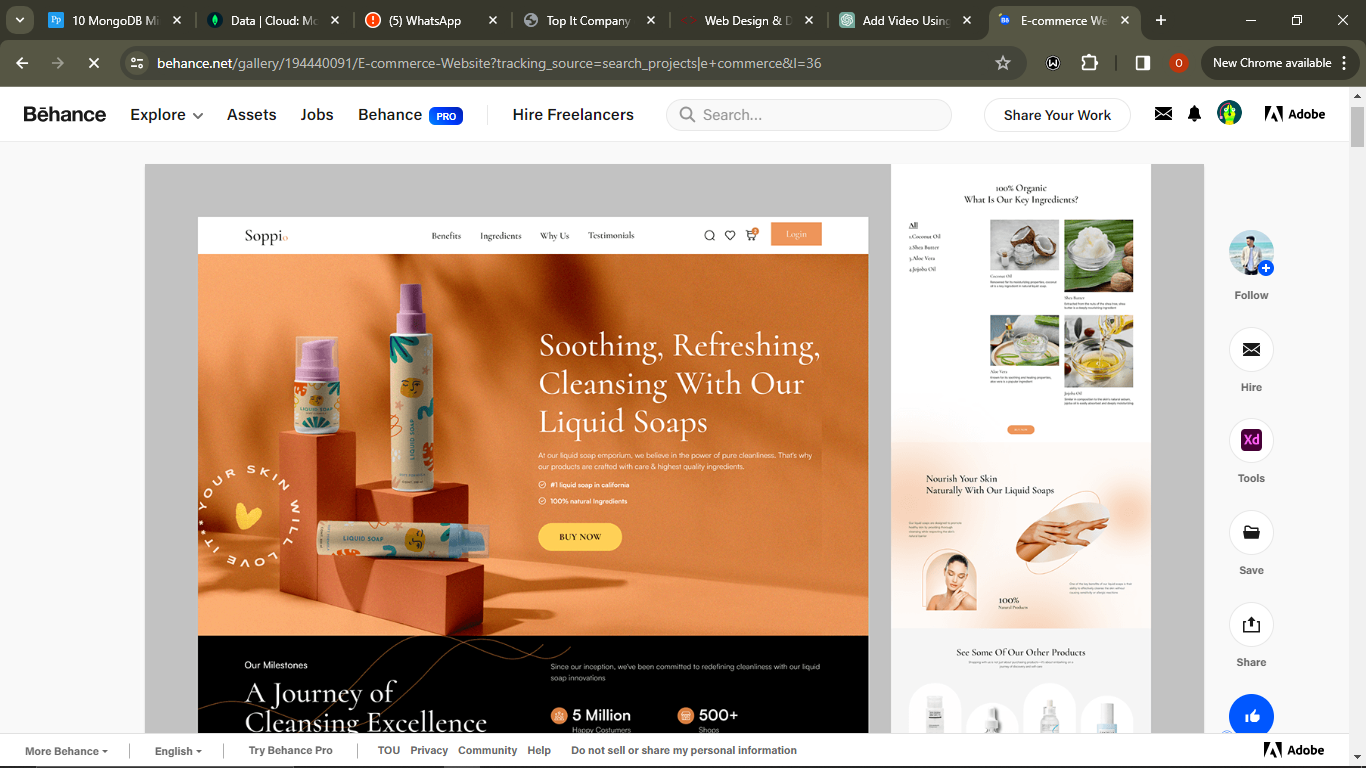 10 MongoDB Mi
Data | Cloud: Mo
(5) WhatsApp
Top It Company
Web Design & D
Add Video Using
E-commerce We
behance.net/gallery/194440091/E-commerce-Website?tracking_source=search_projects|e+commerce&l=36
O
New Chrome available
Bēhance
Explore
Assets
Jobs
Behance PRO
Hire Freelancers
Search...
Share Your Work
Adobe
Soppio
Benefits
Ingredients
Why Us
Testimonials
Login
Soothing, Refreshing,
Cleansing With Our
Liquid Soaps
At our liquid soap emporium, we believe in the power of pure cleanliness. That's why
our products are crafted with care & highest quality ingredients.
#1 liquid soap in california
100% natural Ingredients
BUY NOW
YOUR SKIN WILL LOVE IT
LIQUID SOAP
LIQUID SOAP
LIQUID SOAP
Our Milestones
A Journey of
Cleansing Excellence
Since our inception, we've been committed to redefining cleanliness with our liquid
soap innovations
5 Million
Happy Costumers
500+
Shops
100% Organic
What Is Our Key Ingredients?
All
1.Coconut Oil
2.Shea Butter
3.Aloe Vera
4.Jojoba Oil
Coconut Oil
Shea Butter
Aloe Vera
Jojoba Oil
Nourish Your Skin
Naturally With Our Liquid Soaps
100%
Natural Products
See Some Of Our Other Products
Follow
Hire
Xd
Tools
Save
Share
More Behance
English
Try Behance Pro
TOU
Privacy
Community
Help
Do not sell or share my personal information
Adobe